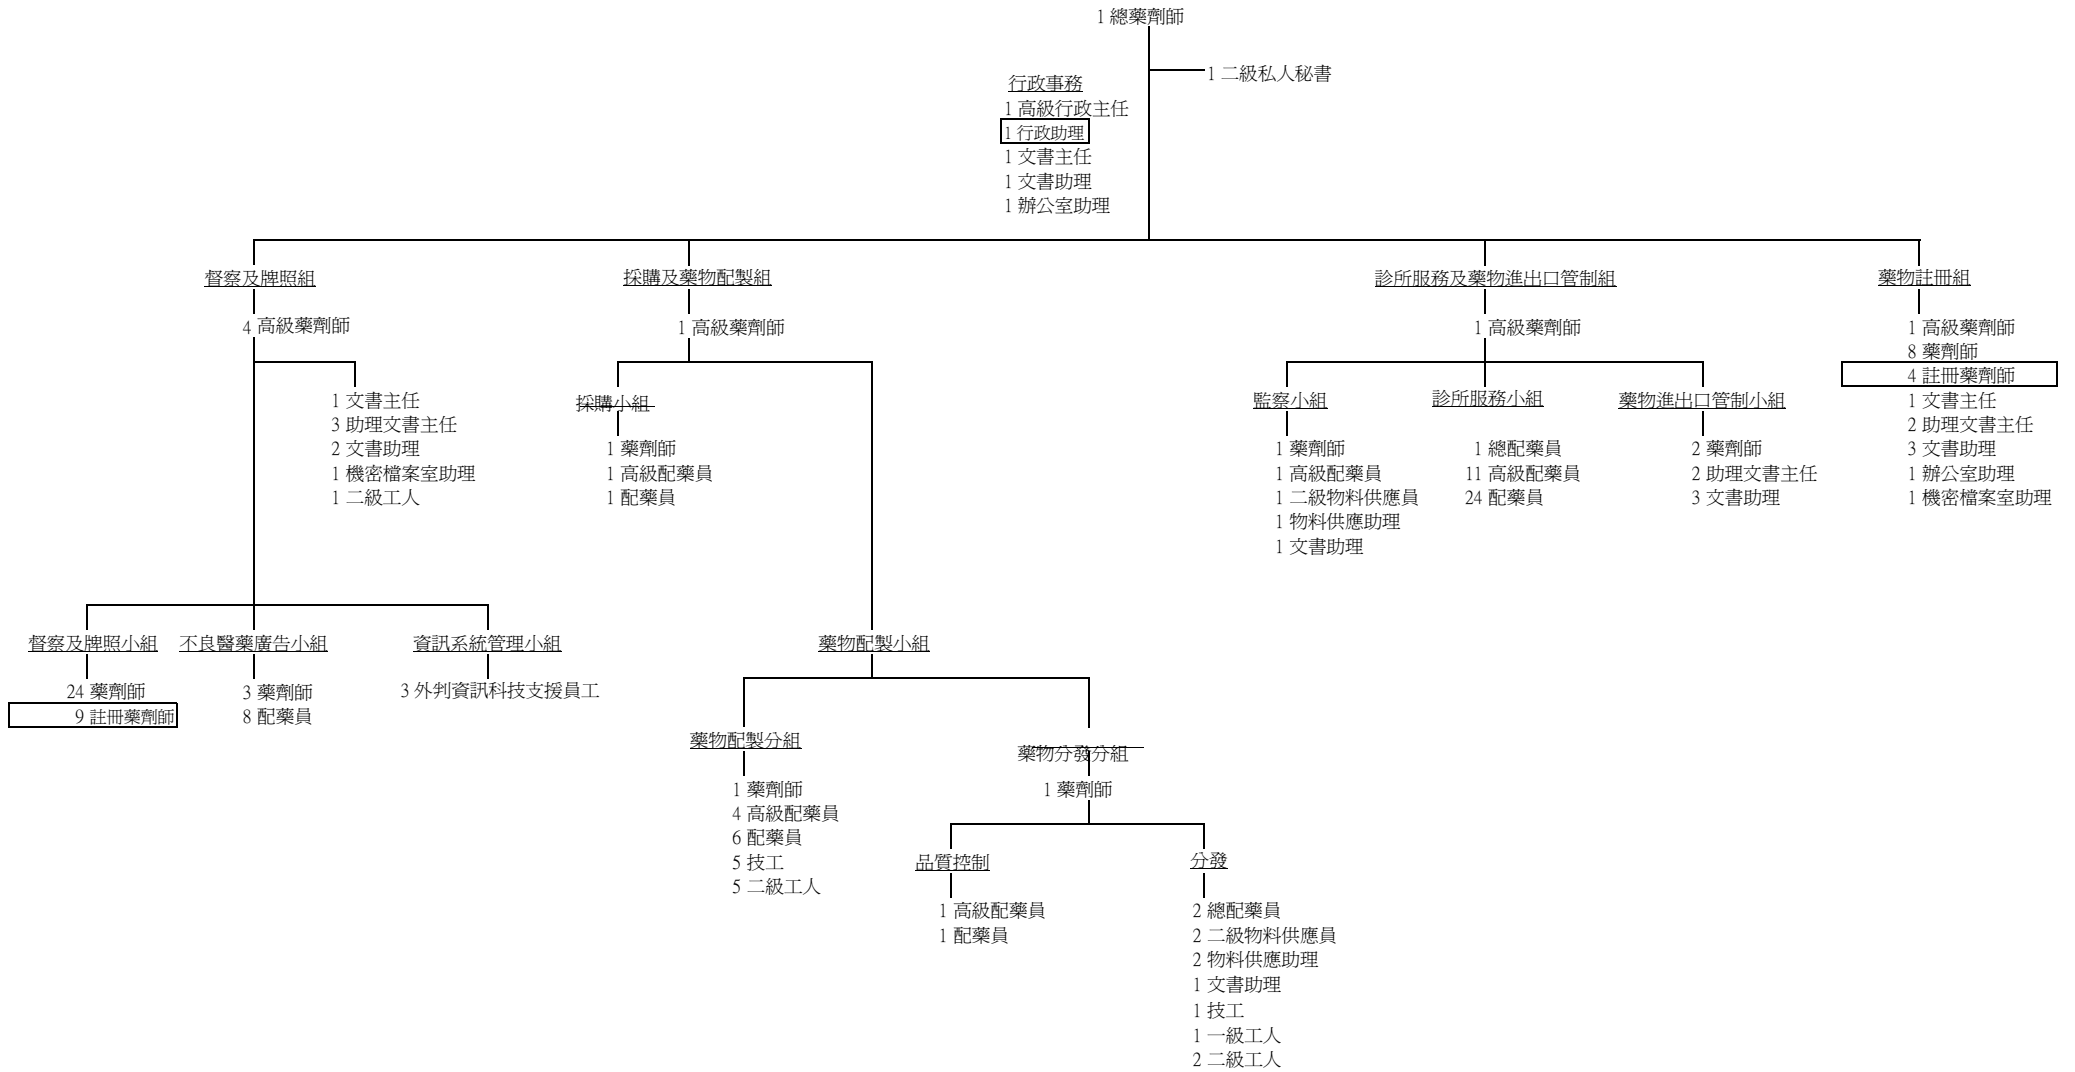 1 總藥劑師
1 二級私人秘書
行政事務
1 高級行政主任
1 行政助理
1 文書主任
1 文書助理
1 辦公室助理
督察及牌照組
4 高級藥劑師
1 文書主任
3 助理文書主任
2 文書助理
1 機密檔案室助理
1 二級工人
督察及牌照小組
24 藥劑師
9 註冊藥劑師
不良醫藥廣告小組
3 藥劑師
8 配藥員
資訊系統管理小組
3 外判資訊科技支援員工
採購及藥物配製組
1 高級藥劑師
採購小組
1 藥劑師
1 高級配藥員
1 配藥員
藥物配製小組
藥物配製分組
1 藥劑師
4 高級配藥員
6 配藥員
5 技工
5 二級工人
藥物分發分組
1 藥劑師
品質控制
1 高級配藥員
1 配藥員
分發
2 總配藥員
2 二級物料供應員
2 物料供應助理
1 文書助理
1 技工
1 一級工人
2 二級工人
診所服務及藥物進出口管制組
1 高級藥劑師
監察小組
1 藥劑師
1 高級配藥員
1 二級物料供應員
1 物料供應助理
1 文書助理
診所服務小組
1 總配藥員
11 高級配藥員
24 配藥員
藥物進出口管制小組
2 藥劑師
2 助理文書主任
3 文書助理
藥物註冊組
1 高級藥劑師
8 藥劑師
4 註冊藥劑師
1 文書主任
2 助理文書主任
3 文書助理
1 辦公室助理
1 機密檔案室助理